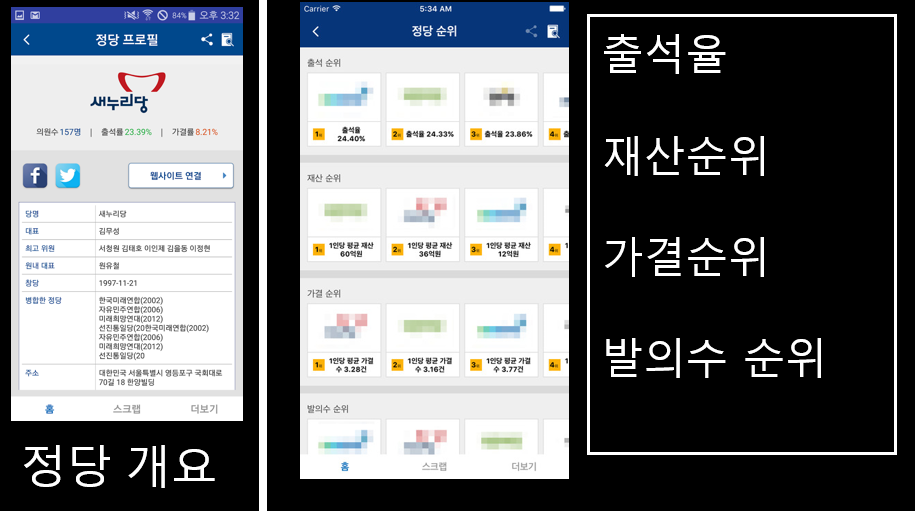 84% 오후 3:32
정당 프로필
새누리당
의원수 157명 | 출석률 23.39% | 가결률 8.21%
웹사이트 연결
당명 새누리당
대표 김무성
최고 위원 서청원 김태호 이인제 김을동 이정현
원내 대표 원유철
창당 1997-11-21
병합한 정당 한국미래연합(2002)
자유민주연합(2006)
미래희망연대(2012)
선진통일당(20한국미래연합(2002)
자유민주연합(2006)
미래희망연대(2012)
선진통일당(20
주소 대한민국 서울특별시 영등포구 국회대로
70길 18 한양빌딩
홈 스크랩 더보기
정당 개요
Carrier 5:34 AM
정당 순위
출석 순위
1위 출석율 24.40%
2위 출석율 24.33%
3위 출석율 23.86%
4위 출
재산 순위
1위 1인당 평균 재산 60억원
2위 1인당 평균 재산 36억원
3위 1인당 평균 재산 12억원
4위
가결 순위
1위 1인당 평균 가결수 3.28건
2위 1인당 평균 가결수 3.16건
3위 1인당 평균 가결수 3.77건
4위
발의수 순위
홈 스크랩 더보기
출석율
재산순위
가결순위
발의수 순위